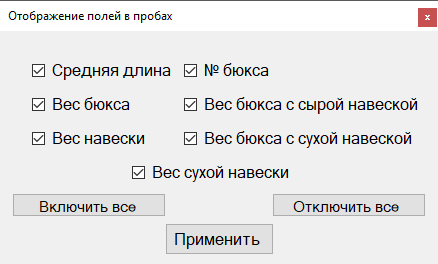 Отображение полей в пробах
x
Средняя длина № бюкса
Вес бюкса Вес бюкса с сырой навеской
Вес навески Вес бюкса с сухой навеской
Вес сухой навески
Включить все Отключить все
Применить